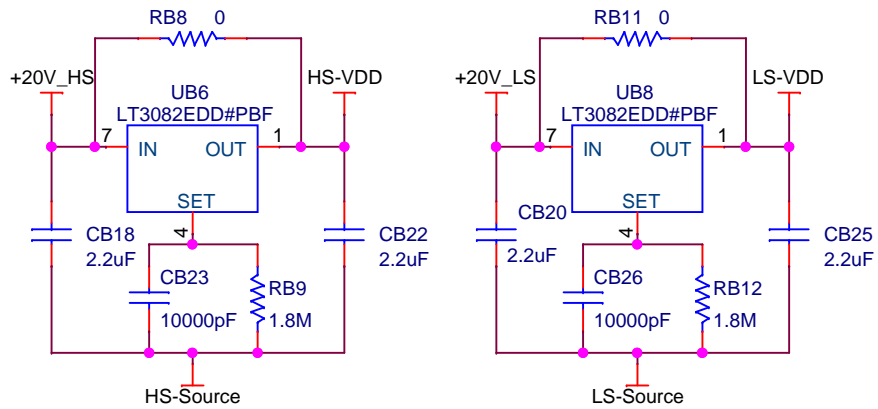 RB8 0
+20V_HS
HS-VDD
UB6
LT3082EDD#PBF
7
1
IN
OUT
SET
4
CB18
2.2uF
CB22
2.2uF
CB23
10000pF
RB9
1.8M
HS-Source
RB11 0
+20V_LS
LS-VDD
UB8
LT3082EDD#PBF
7
1
IN
OUT
SET
4
CB20
2.2uF
CB25
2.2uF
CB26
10000pF
RB12
1.8M
LS-Source